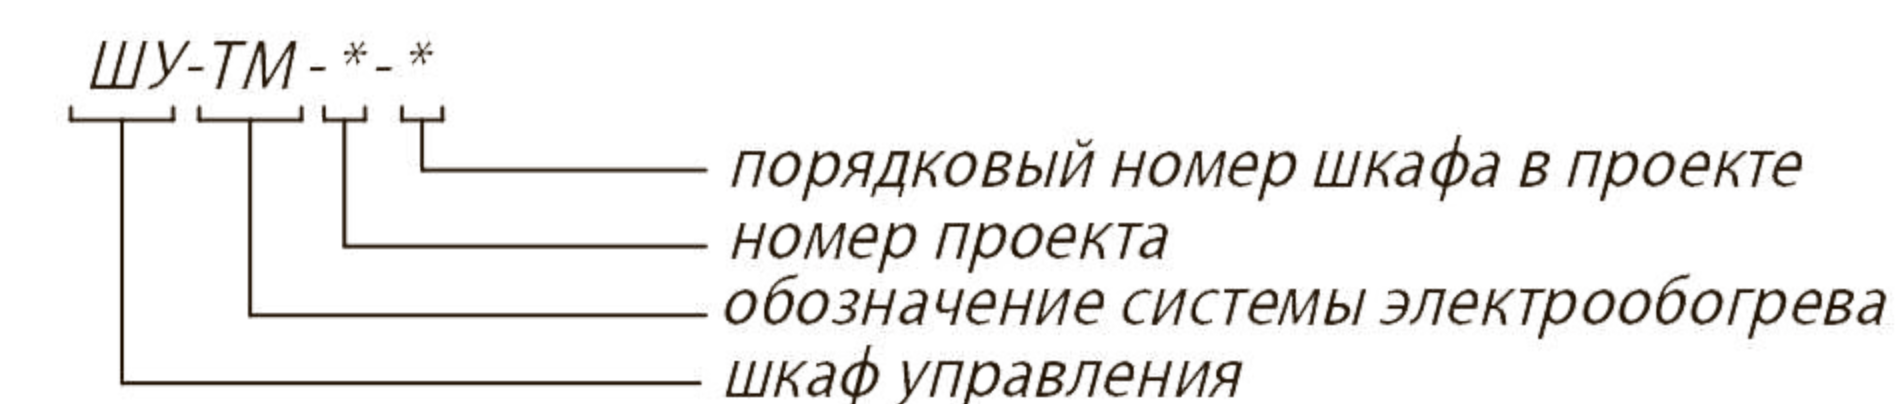 ШУ-ТМ-*-*
порядковый номер шкафа в проекте
номер проекта
обозначение системы электрообогрева
шкаф управления